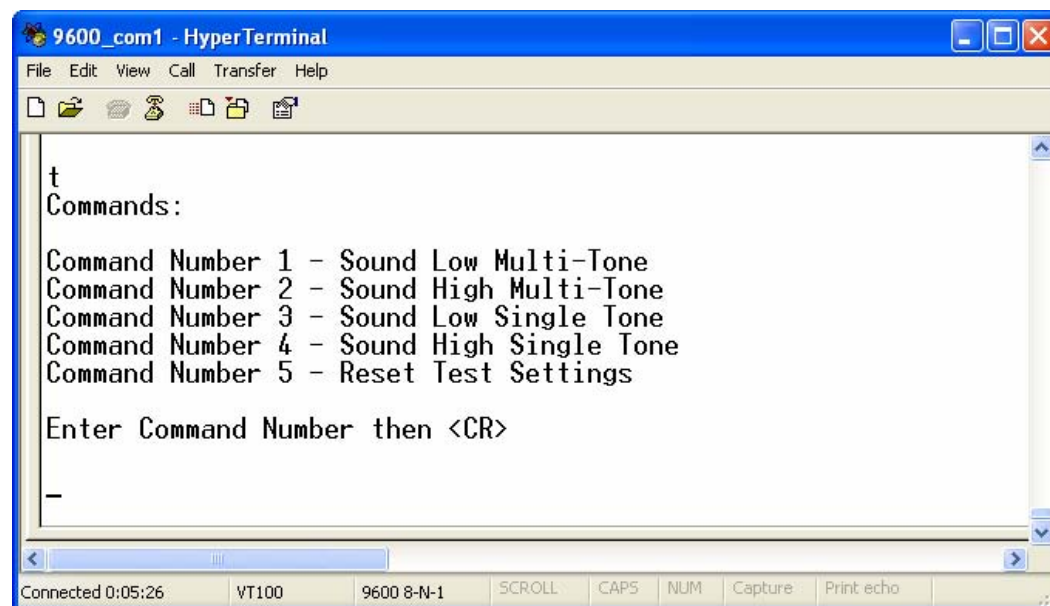 9600_com1 - HyperTerminal
File Edit View Call Transfer Help
t
Commands:
Command Number 1 - Sound Low Multi-Tone
Command Number 2 - Sound High Multi-Tone
Command Number 3 - Sound Low Single Tone
Command Number 4 - Sound High Single Tone
Command Number 5 - Reset Test Settings
Enter Command Number then <CR>
_
Connected 0:05:26 VT100 9600 8-N-1 SCROLL CAPS NUM Capture Print echo